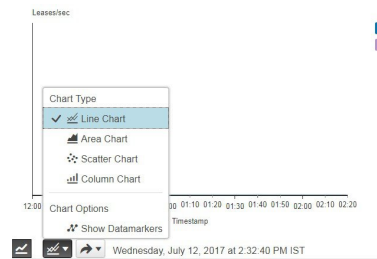 Leases/sec
Chart Type
Line Chart
Area Chart
Scatter Chart
Column Chart
Chart Options
Show Datamarkers
12:00 00 01:10 01:20 01:30 01:40 01:50 02:00 02:10 02:20
Timestamp
Wednesday, July 12, 2017 at 2:32:40 PM IST